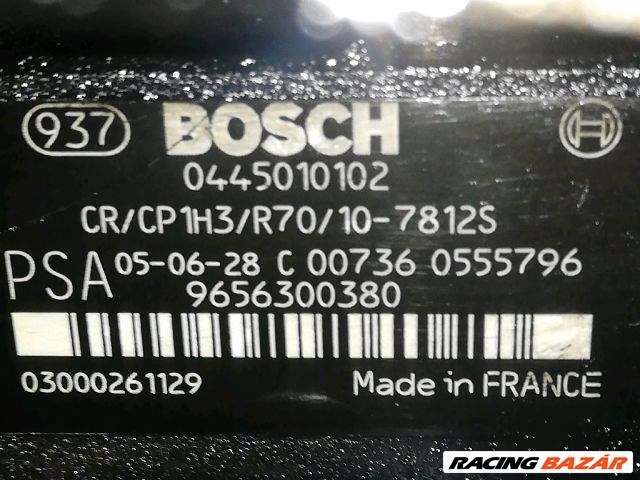 937 BOSCH
0445010102
CR/CP1H3/R70/10-7812S
PSA 05-06-28 C 00736 0555796
9656300380
03000261129 Made in FRANCE
RACING BAZÁR